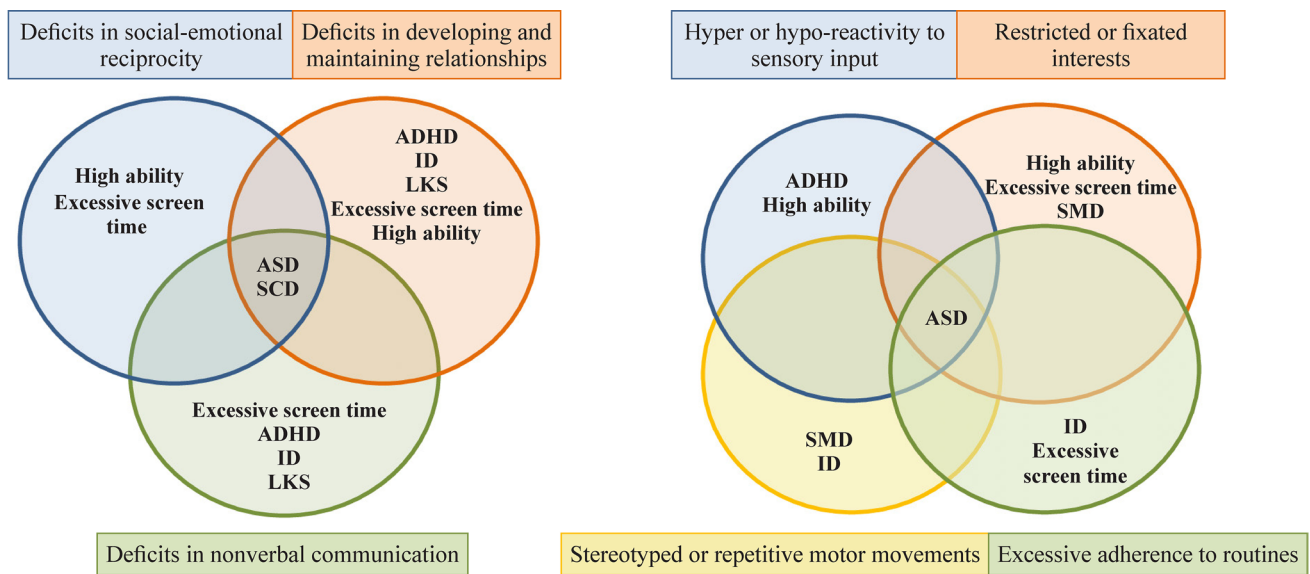 Deficits in social-emotional
reciprocity
Deficits in developing and
maintaining relationships
High ability
Excessive screen
time
ADHD
ID
LKS
Excessive screen time
High ability
ASD
SCD
Excessive screen time
ADHD
ID
LKS
Deficits in nonverbal communication
Hyper or hypo-reactivity to
sensory input
Restricted or fixated
interests
ADHD
High ability
High ability
Excessive screen time
SMD
ASD
SMD
ID
ID
Excessive
screen time
Stereotyped or repetitive motor movements
Excessive adherence to routines